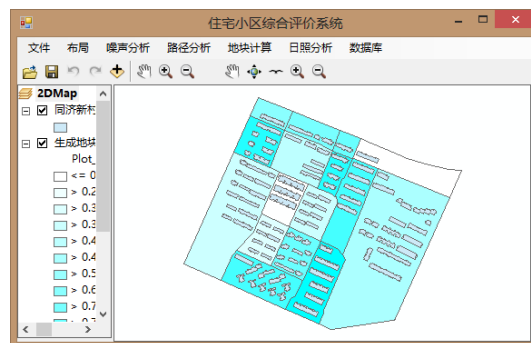 住宅小区综合评价系统
文件 布局 噪声分析 路径分析 地块计算 日照分析 数据库
2DMap
同济新村
生成地块
Plot_
<= 0
> 0.2
> 0.3
> 0.3
> 0.4
> 0.4
> 0.5
> 0.6
> 0.7